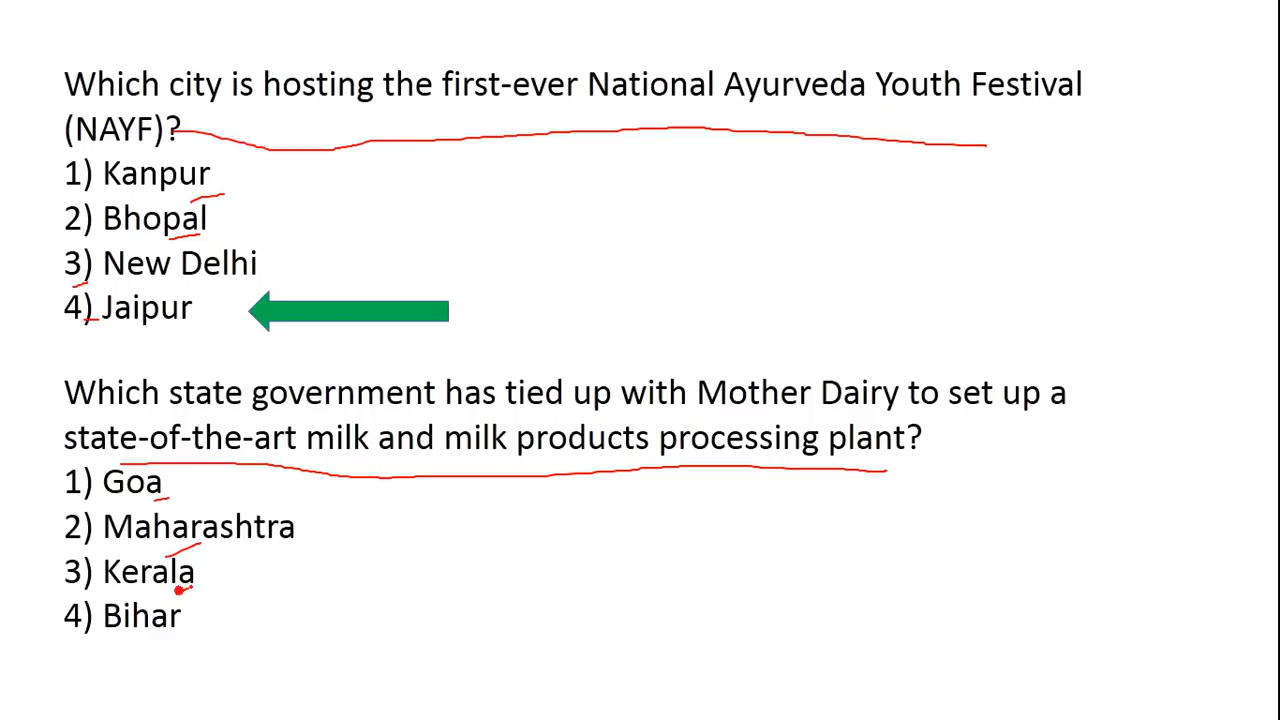 Which city is hosting the first-ever National Ayurveda Youth Festival
(NAYF)?
1) Kanpur
2) Bhopal
3) New Delhi
4) Jaipur
Which state government has tied up with Mother Dairy to set up a
state-of-the-art milk and milk products processing plant?
1) Goa
2) Maharashtra
3) Kerala
4) Bihar